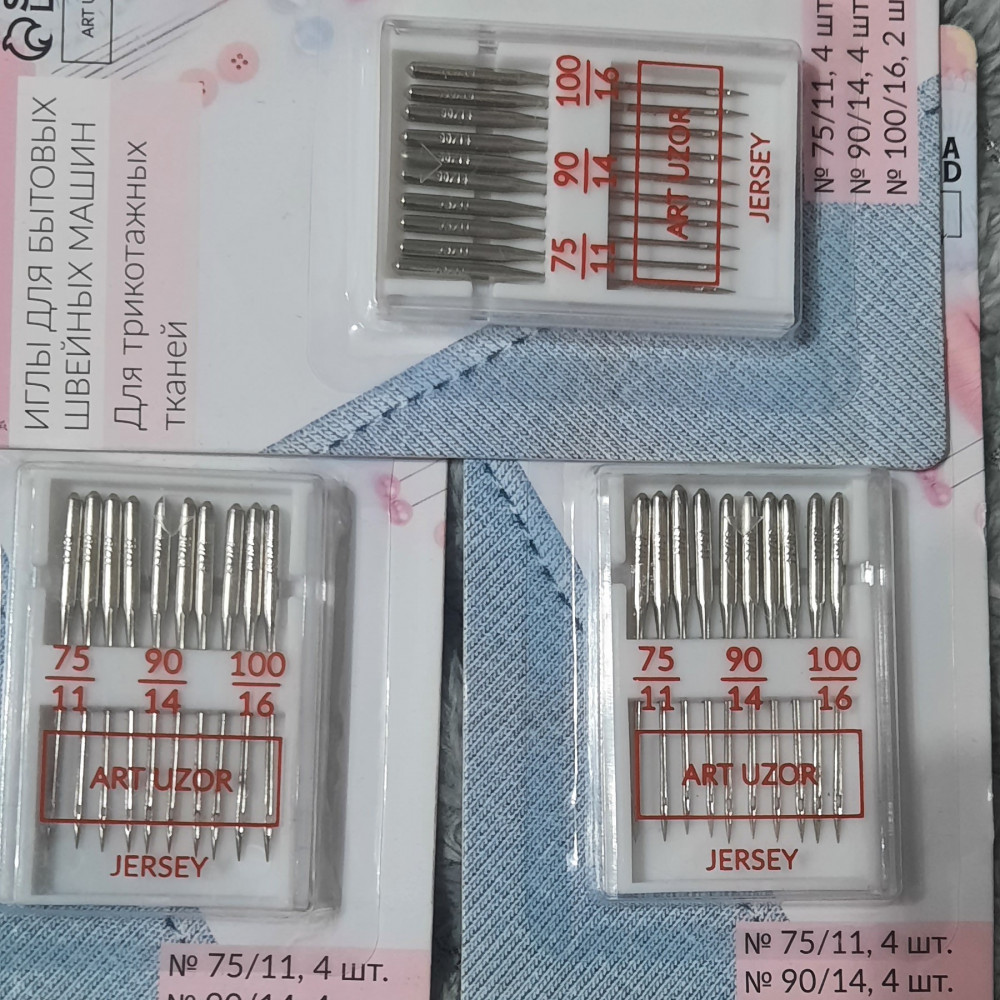 ART U
ИГЛЫ ДЛЯ БЫТОВЫХ
ШВЕЙНЫХ МАШИН
Для трикотажных
тканей
100
16
90
14
75
11
ART UZOR
JERSEY
№ 75/11, 4 шт.
№ 90/14, 4 шт.
№ 100/16, 2 ш
75
11
90
14
100
16
ART UZOR
JERSEY
№ 75/11, 4 шт.
75
11
90
14
100
16
ART UZOR
JERSEY
№ 75/11, 4 шт.
№ 90/14, 4 шт.